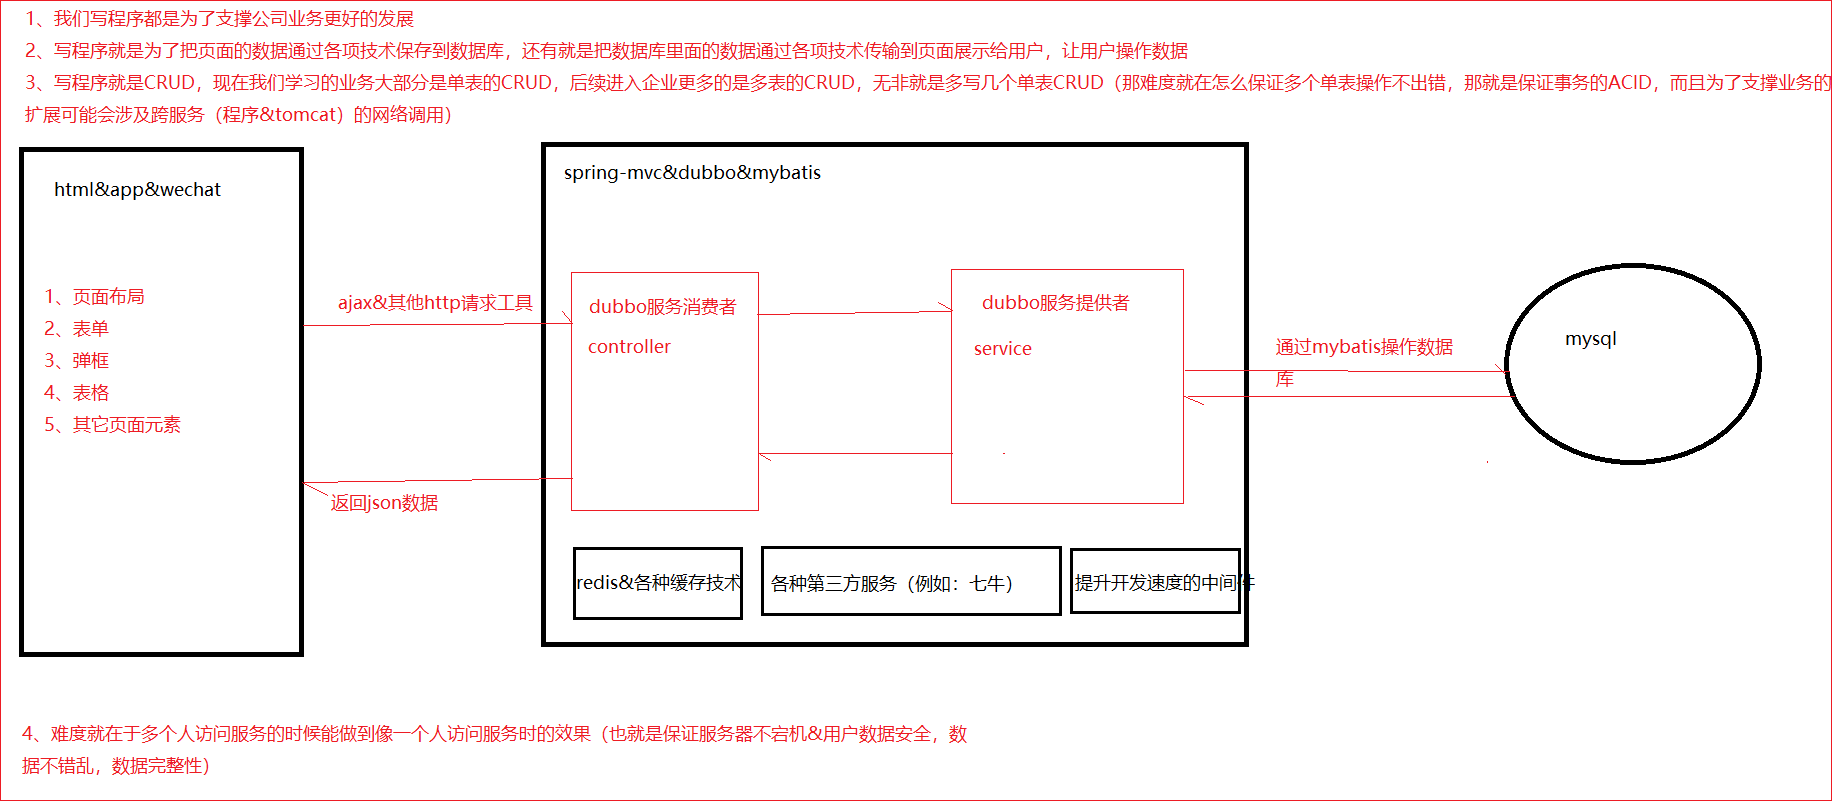 1、我们写程序都是为了支撑公司业务更好的发展
2、写程序就是为了把页面的数据通过各项技术保存到数据库，还有就是把数据库里面的数据通过各项技术传输到页面展示给用户，让用户操作数据
3、写程序就是CRUD，现在我们学习的业务大部分是单表的CRUD，后续进入企业更多的是多表的CRUD，无非就是多写几个单表CRUD（那难度就在怎么保证多个单表操作不出错，那就是保证事务的ACID，而且为了支撑业务的
扩展可能会涉及跨服务（程序&tomcat）的网络调用）
html&app&wechat
1、页面布局
2、表单
3、弹框
4、表格
5、其它页面元素
ajax&其他http请求工具
返回json数据
spring-mvc&dubbo&mybatis
dubbo服务消费者
controller
dubbo服务提供者
service
redis&各种缓存技术
各种第三方服务（例如：七牛）
提升开发速度的中间件
通过mybatis操作数据
库
mysql
4、难度就在于多个人访问服务的时候能做到像一个人访问服务时的效果（也就是保证服务器不宕机&用户数据安全，数
据不错乱，数据完整性）